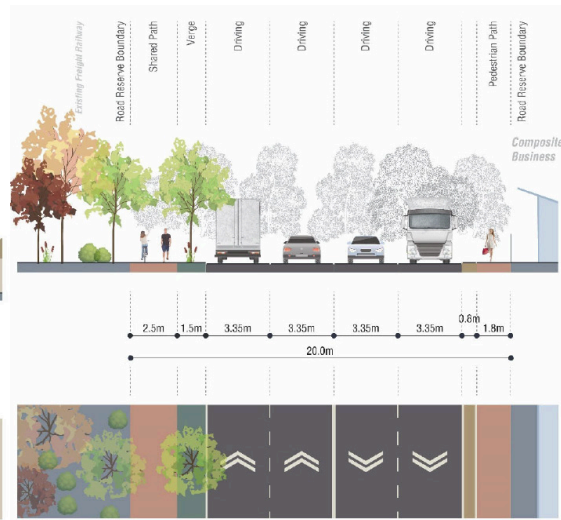 Existing Freight Railway
Road Reserve Boundary
Shared Path
Verge
Driving
Driving
Driving
Driving
Pedestrian Path
Road Reserve Boundary
Composite
Business
0.8m
2.5m 1.5m 3.35m 3.35m 3.35m 3.35m 1.8m
20.0m